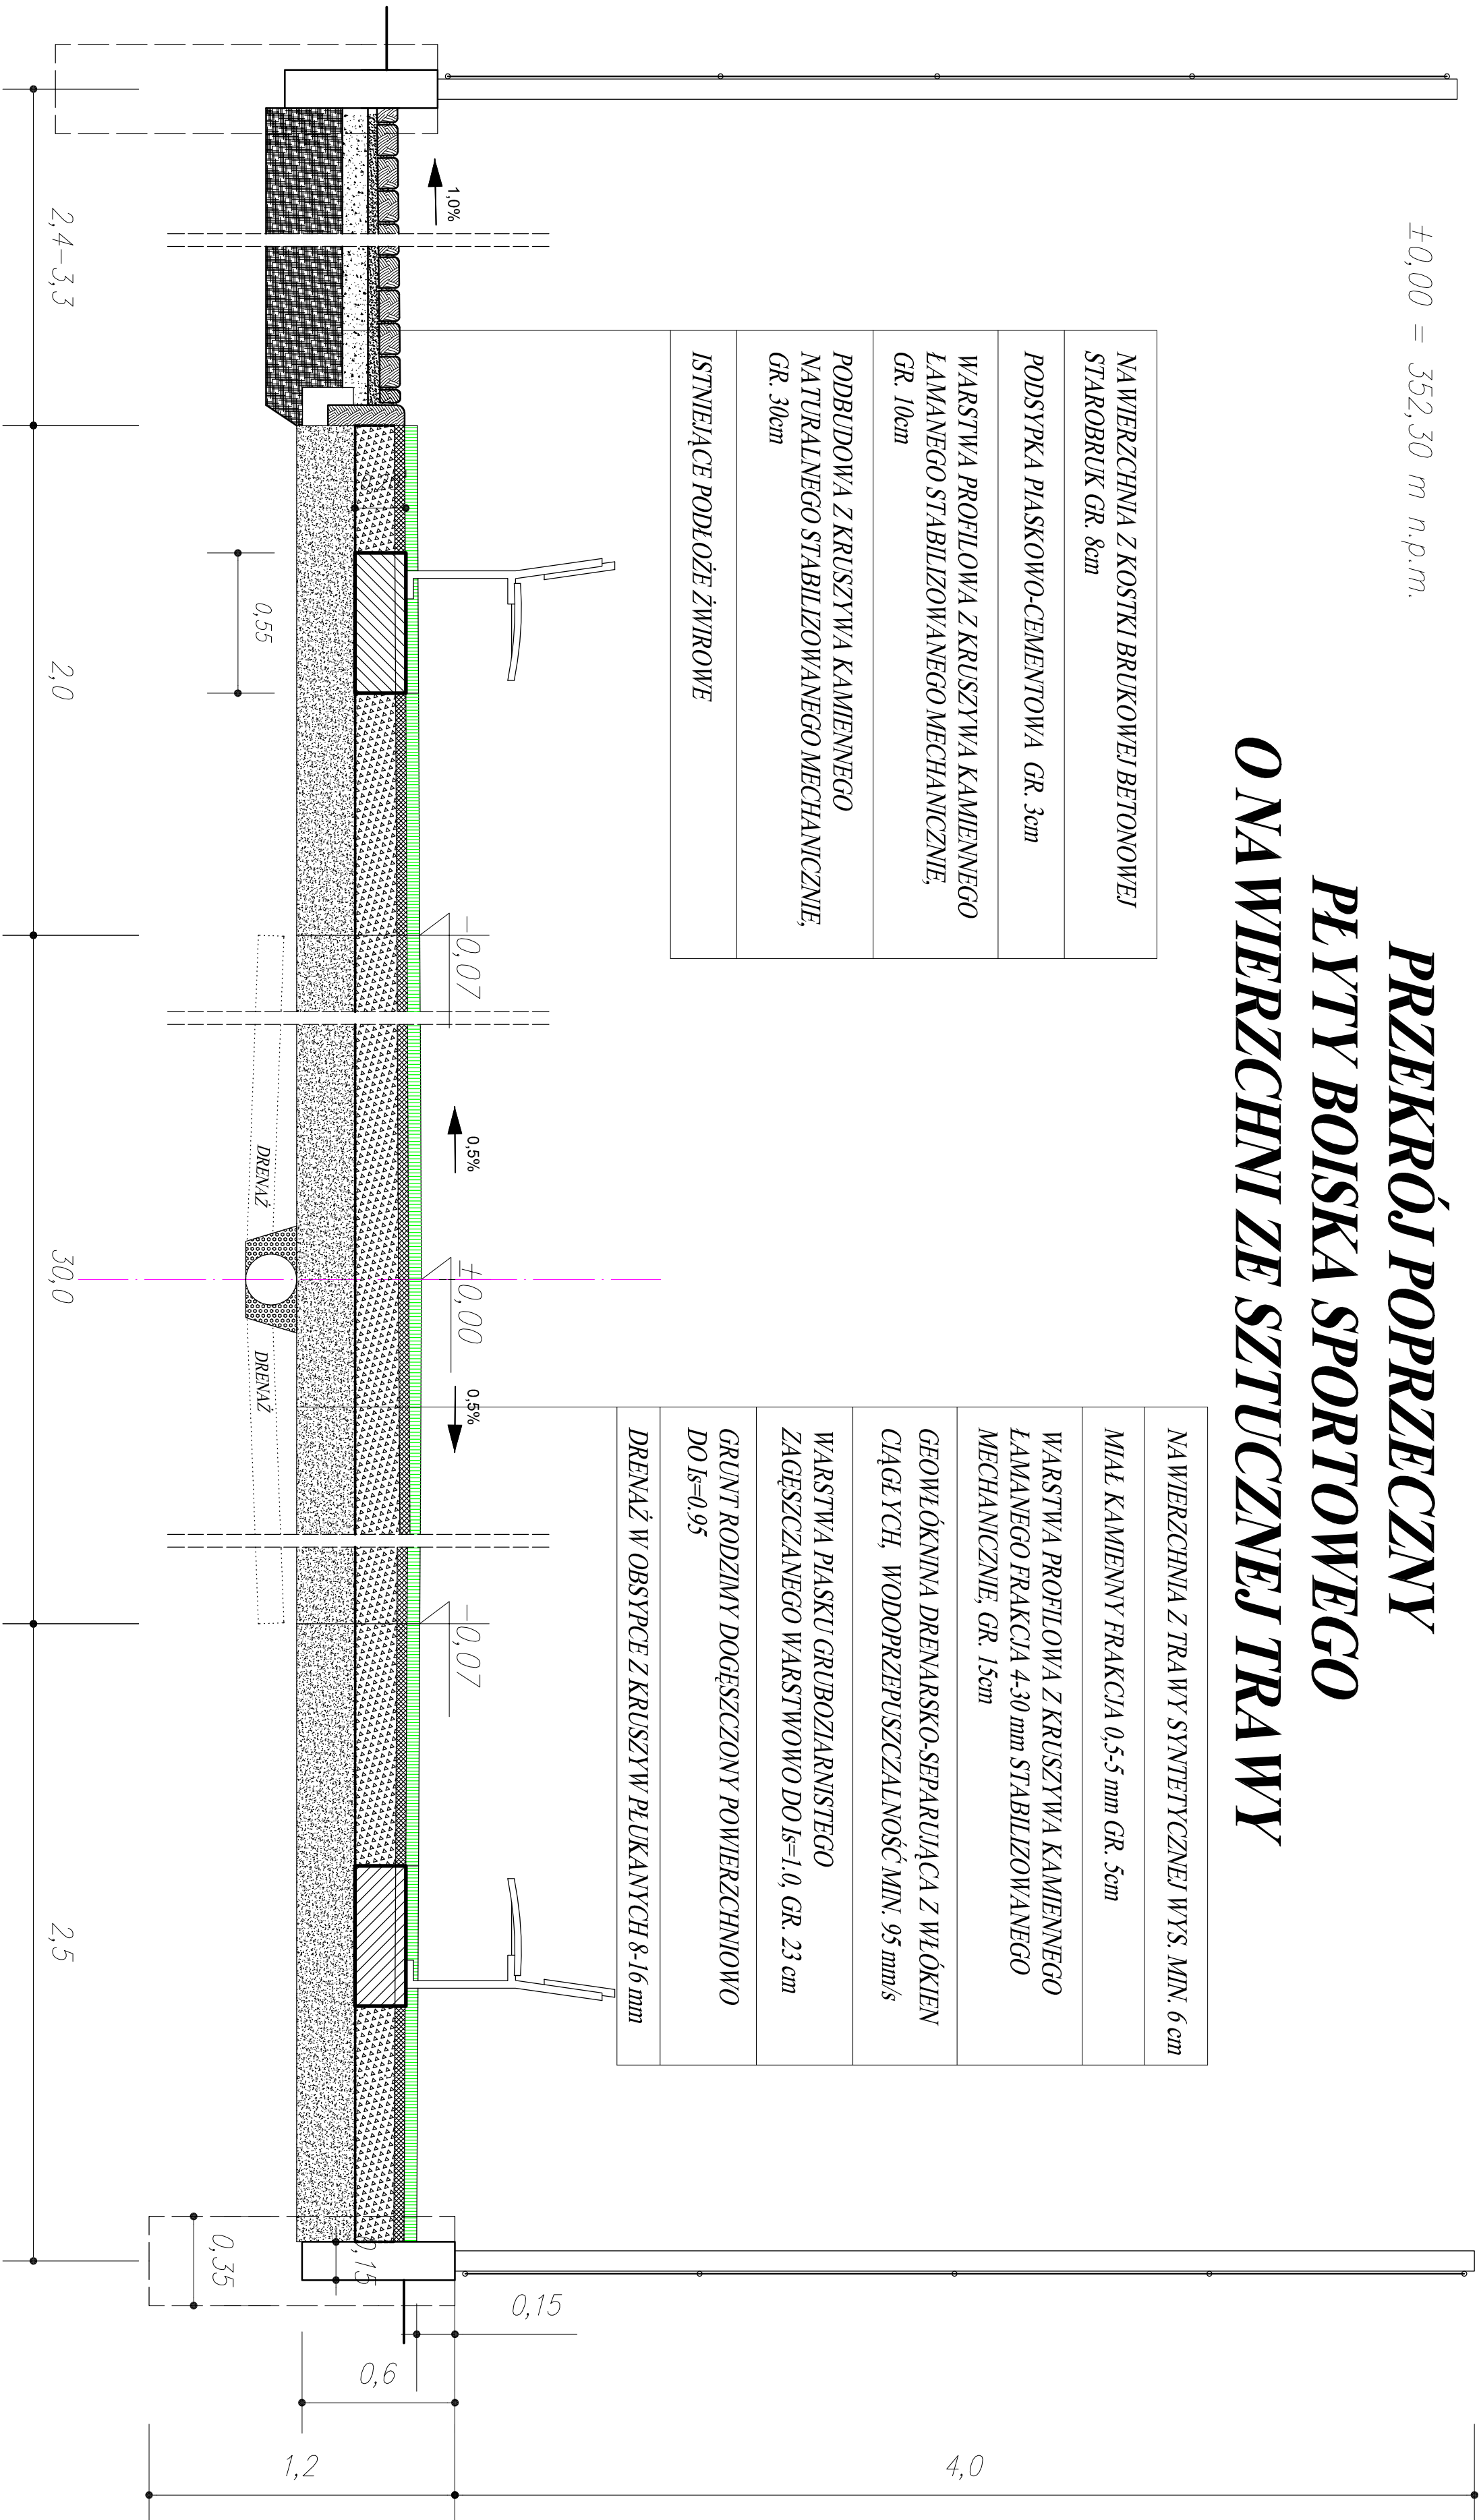 PRZEKRÓJ POPRZECZNY
PŁYTY BOISKA SPORTOWEGO
O NAWIERZCHNI ZE SZTUCZNEJ TRAWY
±0,00 = 352,30 m n.p.m.
NAWIERZCHNIA Z KOSTKI BRUKOWEJ BETONOWEJ
STAROBRUK GR. 8cm
PODSYPKA PIASKOWO-CEMENTOWA GR. 3cm
WARSTWA PROFILOWA Z KRUSZYWA KAMIENNEGO
ŁAMANEGO STABILIZOWANEGO MECHANICZNIE,
GR. 10cm
PODBUDOWA Z KRUSZYWA KAMIENNEGO
NATURALNEGO STABILIZOWANEGO MECHANICZNIE,
GR. 30cm
ISTNIEJĄCE PODŁOŻE ŻWIROWE
NAWIERZCHNIA Z TRAWY SYNTETYCZNEJ WYS. MIN. 6 cm
MIAŁ KAMIENNY FRAKCJA 0,5-5 mm GR. 5cm
WARSTWA PROFILOWA Z KRUSZYWA KAMIENNEGO
ŁAMANEGO FRAKCJA 4-30 mm STABILIZOWANEGO
MECHANICZNIE, GR. 15cm
GEOWŁÓKNINA DRENARSKO-SEPARUJĄCA Z WŁÓKIEN
CIĄGŁYCH, WODOPRZEPUSZCZALNOŚĆ MIN. 95 mm/s
WARSTWA PIASKU GRUBOZIARNISTEGO
ZAGĘSZCZANEGO WARSTWOWO DO Is=1.0, GR. 23 cm
GRUNT RODZIMY DOGĘSZCZONY POWIERZCHNIOWO
DO Is=0.95
DRENAŻ W OBSYPCE Z KRUSZYW PŁUKANYCH 8-16 mm
1,0%
-0,07
0,5%
±0,00
0,5%
-0,07
0,55
DRENAŻ
DRENAŻ
2,4-3,3
2,0
30,0
2,5
0,35
0,15
0,15
0,6
1,2
4,0